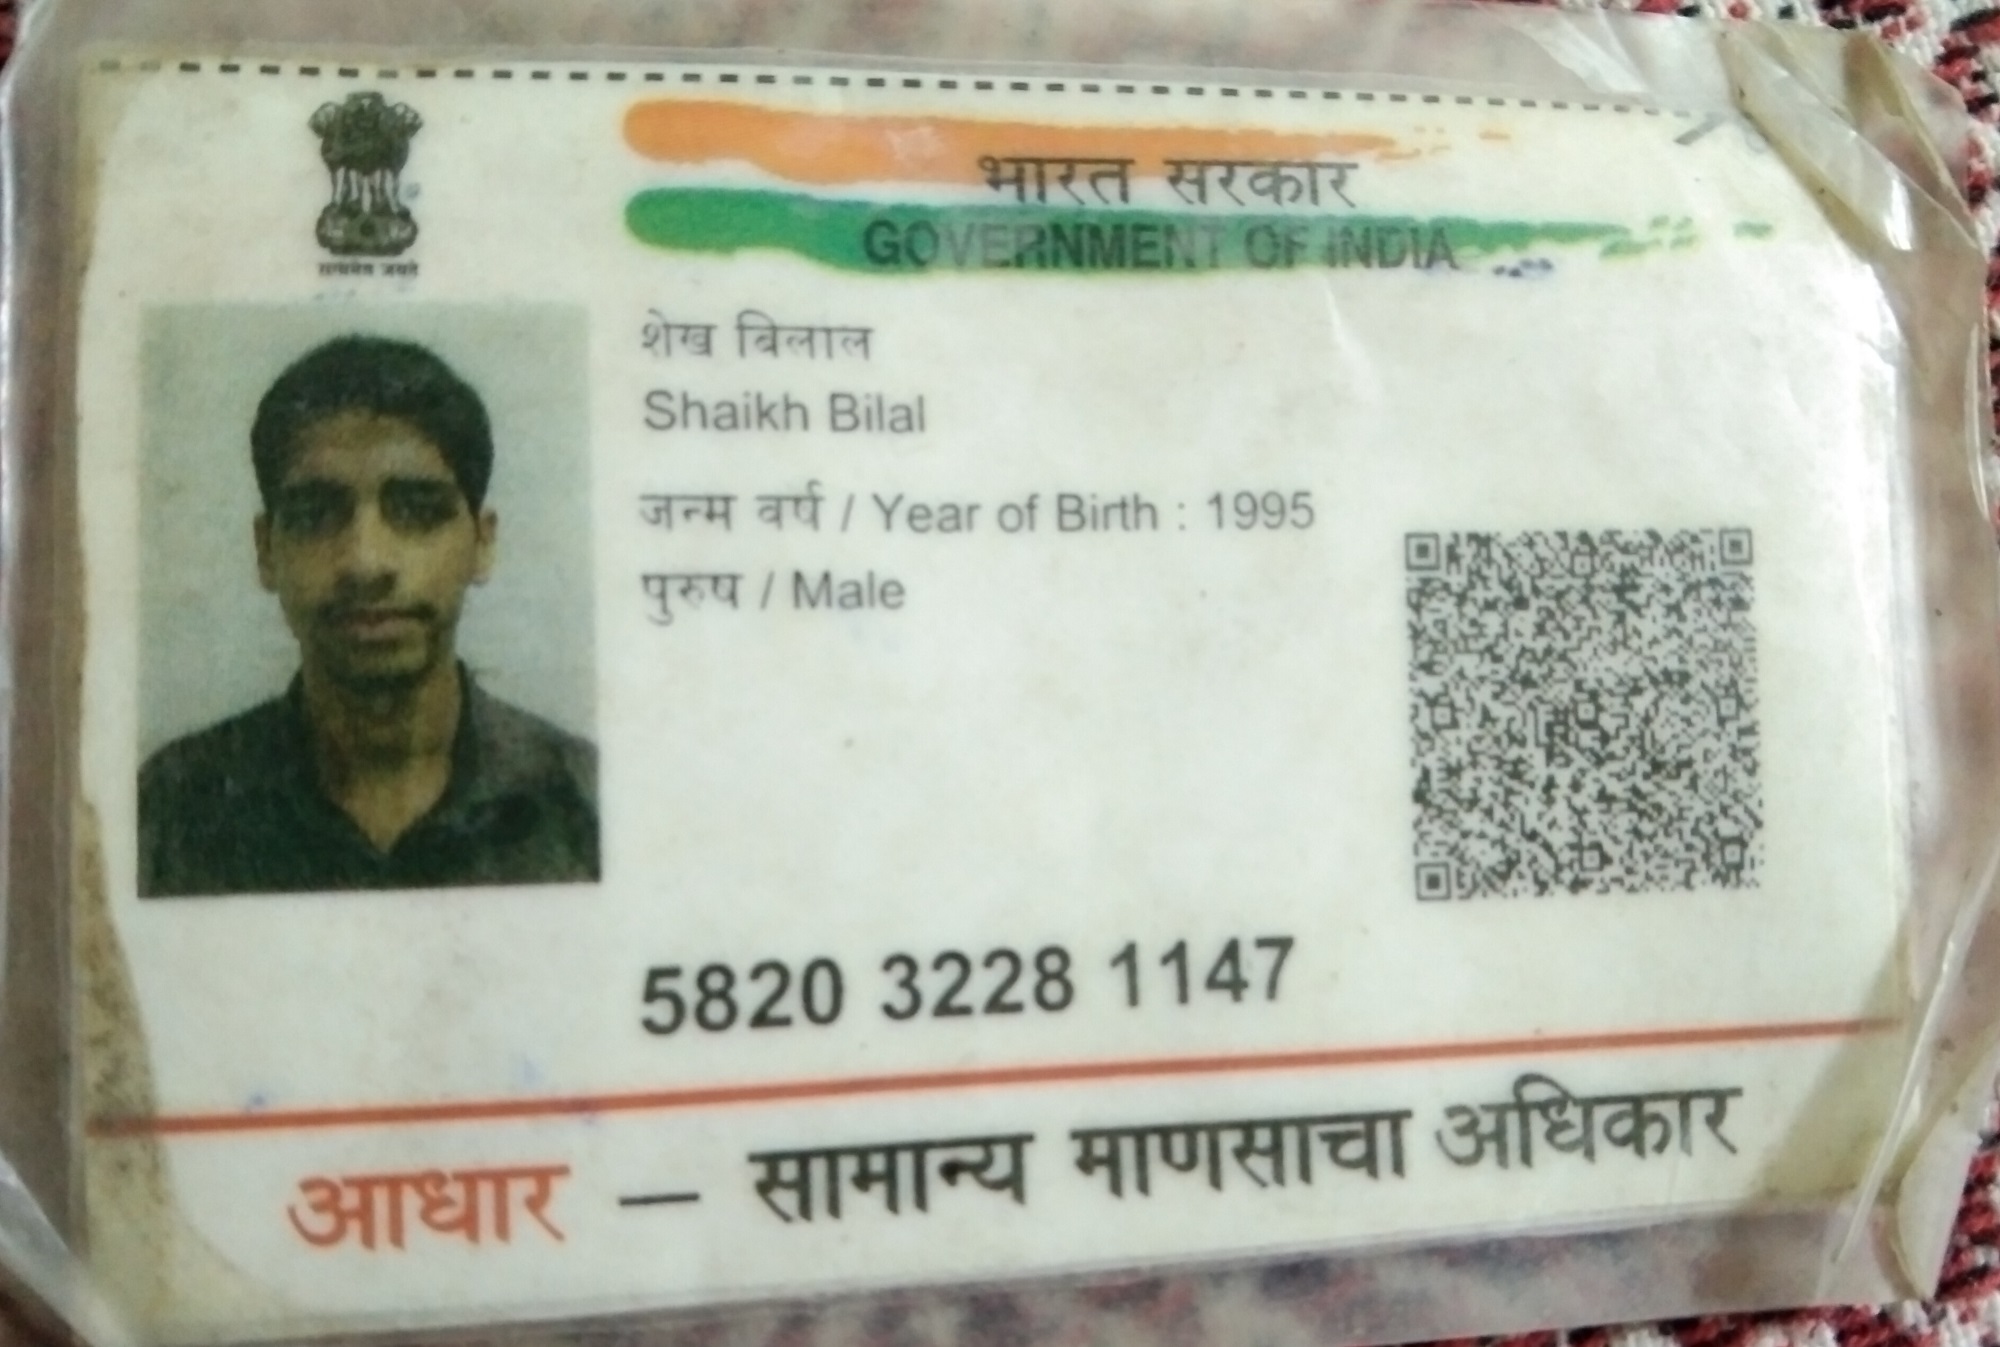 भारत सरकार
GOVERNMENT OF INDIA
सत्यमेव जयते
शेख बिलाल
Shaikh Bilal
जन्म वर्ष / Year of Birth : 1995
पुरुष / Male
5820 3228 1147
आधार — सामान्य माणसाचा अधिकार